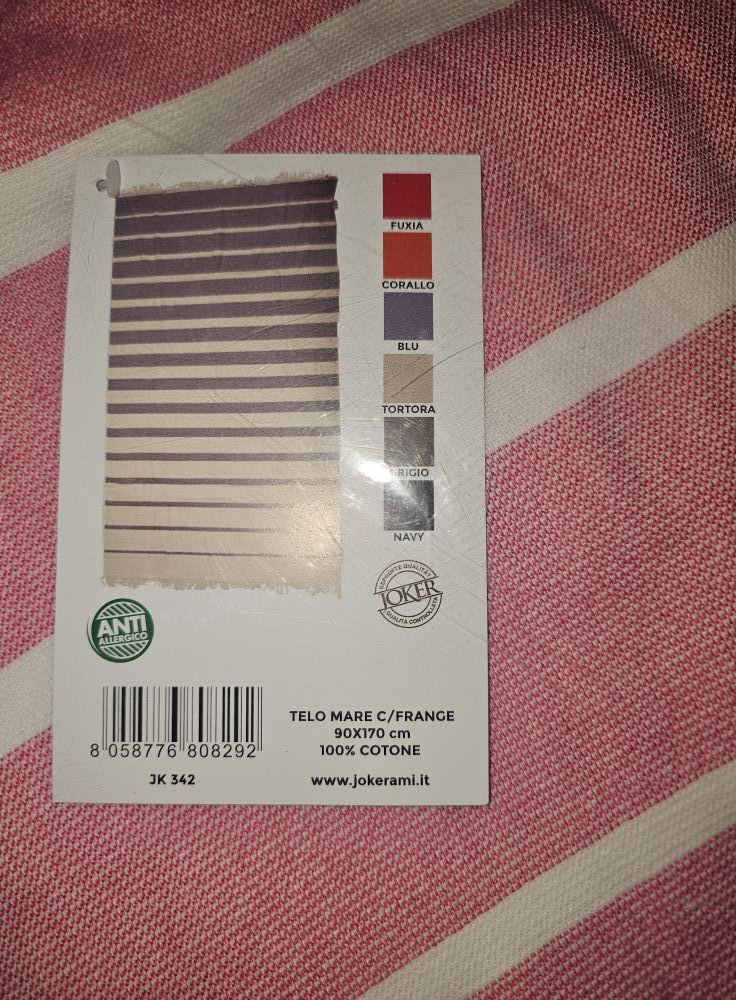 FUXIA
CORALLO
BLU
TORTORA
GRIGIO
NAVY
GEPRÜFTE QUALITÄT
JOKER
QUALITÀ CONTROLLATA
ANTI
ALLERGICO
8 058776 808292
JK 342
TELO MARE C/FRANGE
90X170 cm
100% COTONE
www.jokerami.it